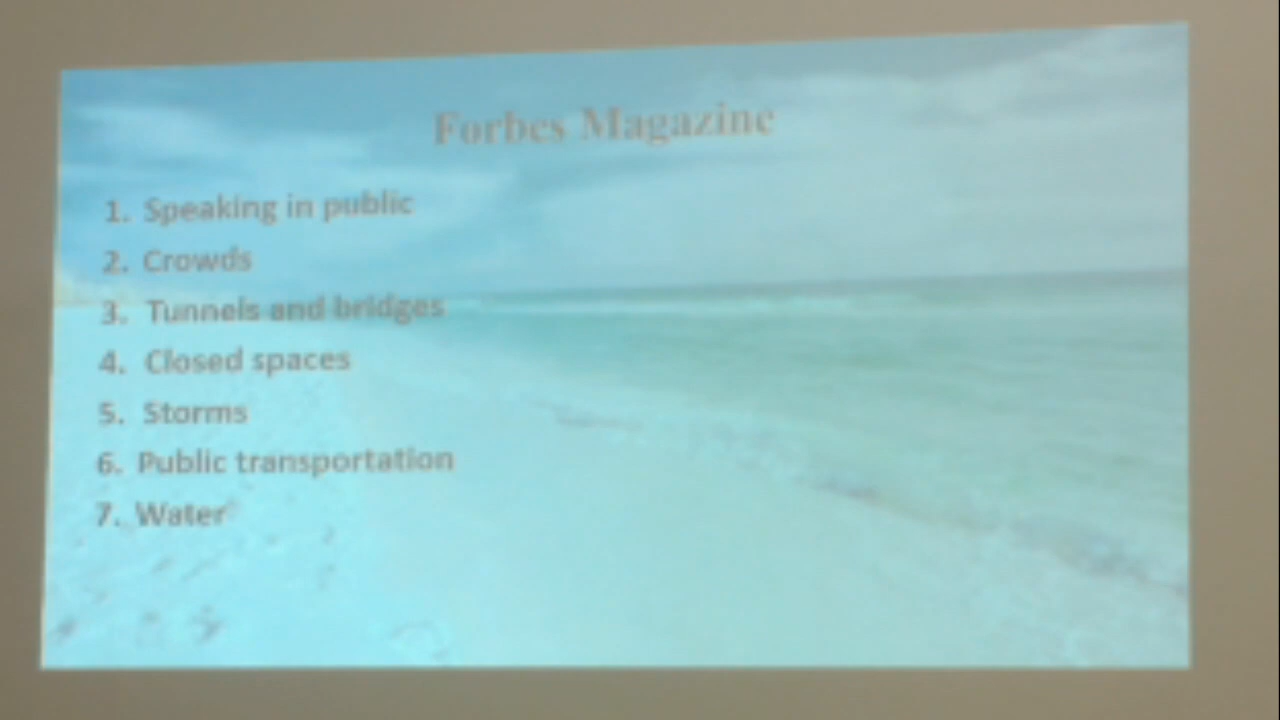 Forbes Magazine
1. Speaking in public
2. Crowds
3. Tunnels and bridges
4. Closed spaces
5. Storms
6. Public transportation
7. Water